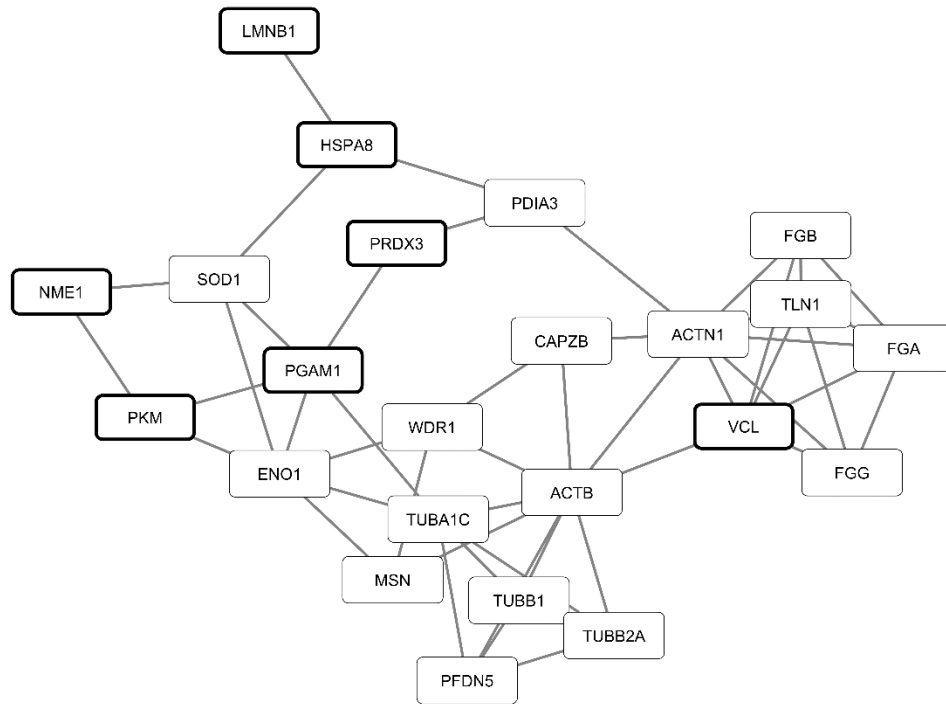 LMNB1
HSPA8
PDIA3
PRDX3
FGB
SOD1
NME1
TLN1
CAPZB
ACTN1
FGA
PGAM1
PKM
WDR1
VCL
ENO1
FGG
ACTB
TUBA1C
MSN
TUBB1
TUBB2A
PFDN5